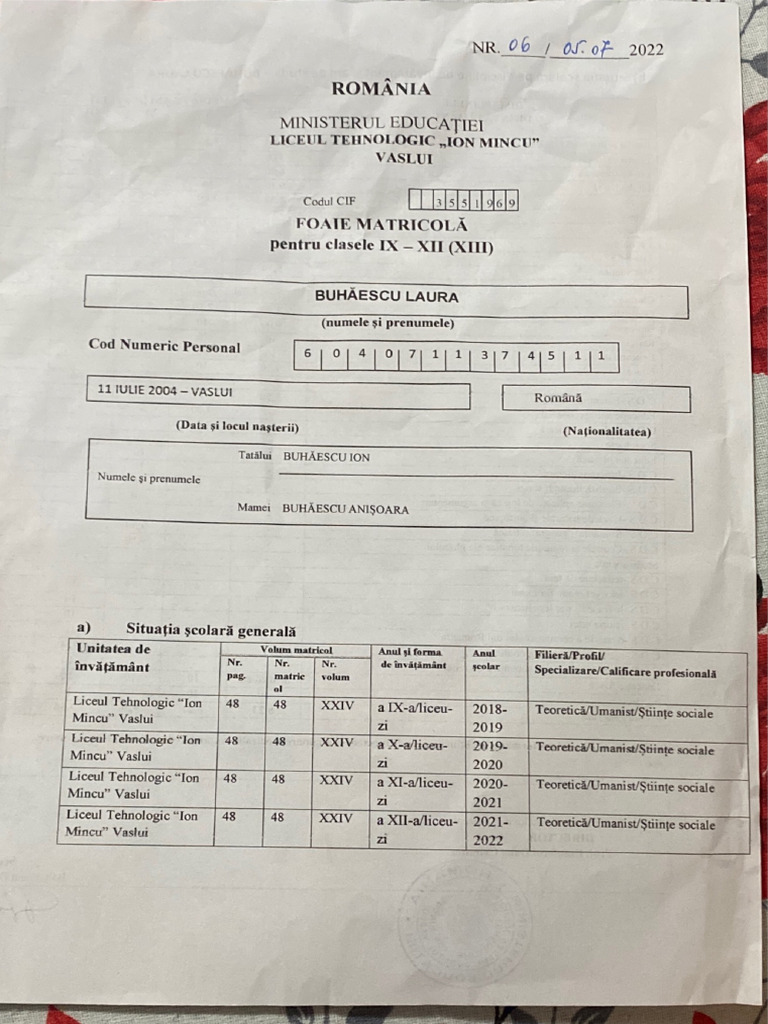 NR. 06 / 05.07 2022
ROMÂNIA
MINISTERUL EDUCAȚIEI
LICEUL TEHNOLOGIC „ION MINCU”
VASLUI
Codul CIF 3 5 5 1 9 6 9
FOAIE MATRICOLĂ
pentru clasele IX – XII (XIII)
BUHĂESCU LAURA
(numele și prenumele)
Cod Numeric Personal 6 0 4 0 7 1 1 3 7 4 5 1 1
11 IULIE 2004 – VASLUI Română
(Data și locul nașterii) (Naționalitatea)
Tatălui BUHĂESCU ION
Numele și prenumele
Mamei BUHĂESCU ANIȘOARA
a) Situația școlară generală
Unitatea de învățământ Volum matricol Anul și forma de învățământ Anul școlar Filieră/Profil/ Specializare/Calificare profesională
Nr. pag. Nr. matric ol Nr. volum
Liceul Tehnologic “Ion 48 48 XXIV a IX-a/liceu- 2018- Teoretică/Umanist/Științe sociale
Mincu” Vaslui zi 2019
Liceul Tehnologic “Ion 48 48 XXIV a X-a/liceu- 2019- Teoretică/Umanist/Științe sociale
Mincu” Vaslui zi 2020
Liceul Tehnologic “Ion 48 48 XXIV a XI-a/liceu- 2020- Teoretică/Umanist/Științe sociale
Mincu” Vaslui zi 2021
Liceul Tehnologic “Ion 48 48 XXIV a XII-a/liceu- 2021- Teoretică/Umanist/Științe sociale
Mincu” Vaslui zi 2022